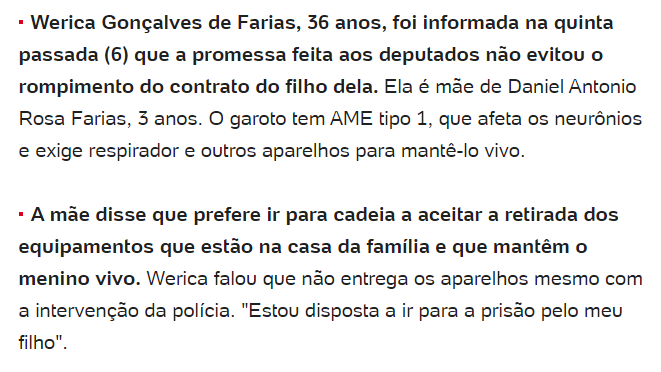 ▪ Werica Gonçalves de Farias, 36 anos, foi informada na quinta
passada (6) que a promessa feita aos deputados não evitou o
rompimento do contrato do filho dela. Ela é mãe de Daniel Antonio
Rosa Farias, 3 anos. O garoto tem AME tipo 1, que afeta os neurônios
e exige respirador e outros aparelhos para mantê-lo vivo.
▪ A mãe disse que prefere ir para cadeia a aceitar a retirada dos
equipamentos que estão na casa da família e que mantêm o
menino vivo. Werica falou que não entrega os aparelhos mesmo com
a intervenção da polícia. "Estou disposta a ir para a prisão pelo meu
filho".